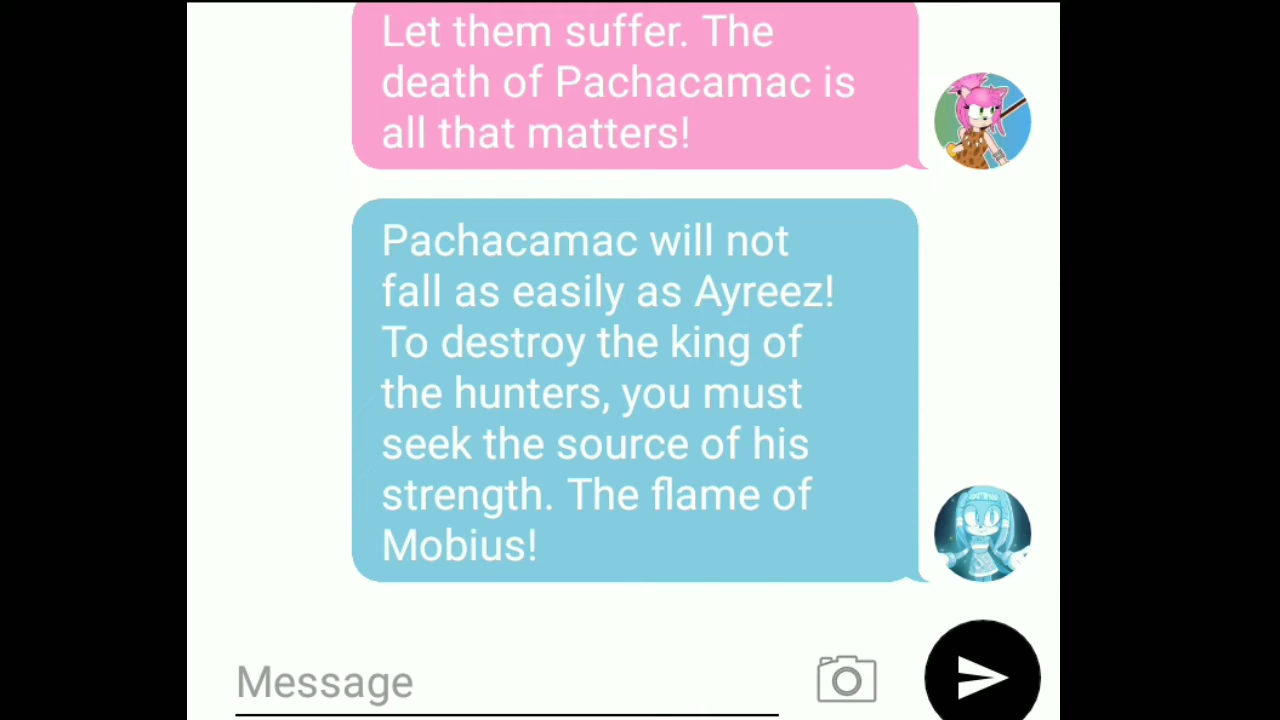 Let them suffer. The
death of Pachacamac is
all that matters!
Pachacamac will not
fall as easily as Ayreez!
To destroy the king of
the hunters, you must
seek the source of his
strength. The flame of
Mobius!
Message